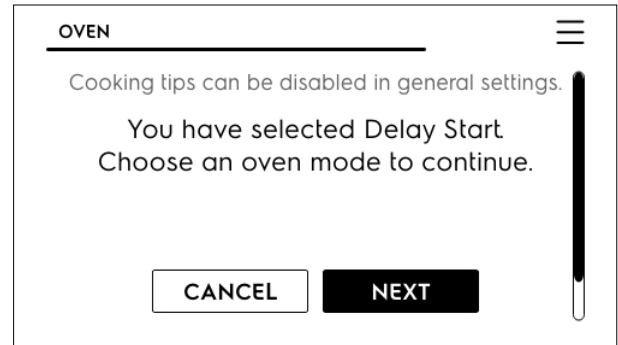 OVEN
Cooking tips can be disabled in general settings.
You have selected Delay Start.
Choose an oven mode to continue.
CANCEL NEXT